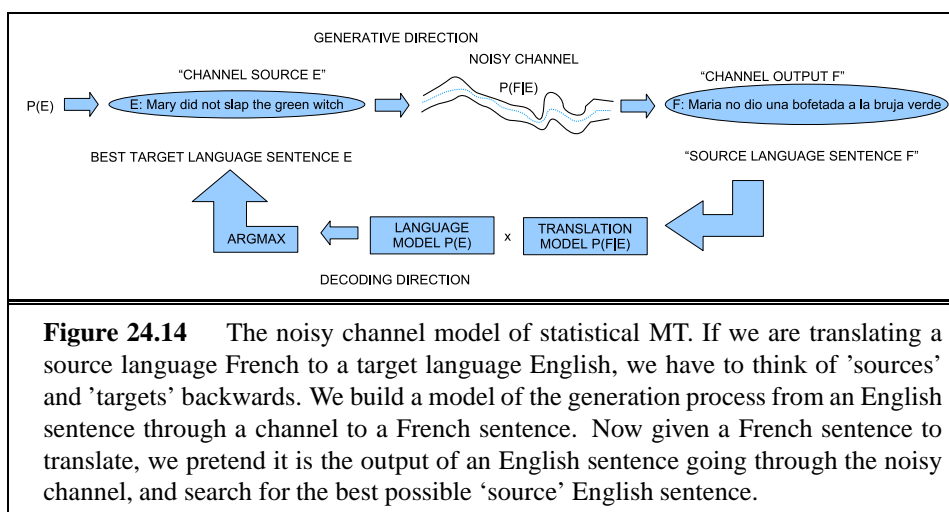 GENERATIVE DIRECTION
NOISY CHANNEL
"CHANNEL SOURCE E"
P(F|E)
"CHANNEL OUTPUT F"
P(E)
E: Mary did not slap the green witch
F: Maria no dio una bofetada a la bruja verde
BEST TARGET LANGUAGE SENTENCE E
"SOURCE LANGUAGE SENTENCE F"
ARGMAX
LANGUAGE
MODEL P(E)
x
TRANSLATION
MODEL P(F|E)
DECODING DIRECTION
Figure 24.14 The noisy channel model of statistical MT. If we are translating a
source language French to a target language English, we have to think of ’sources’
and ’targets’ backwards. We build a model of the generation process from an English
sentence through a channel to a French sentence. Now given a French sentence to
translate, we pretend it is the output of an English sentence going through the noisy
channel, and search for the best possible ‘source’ English sentence.